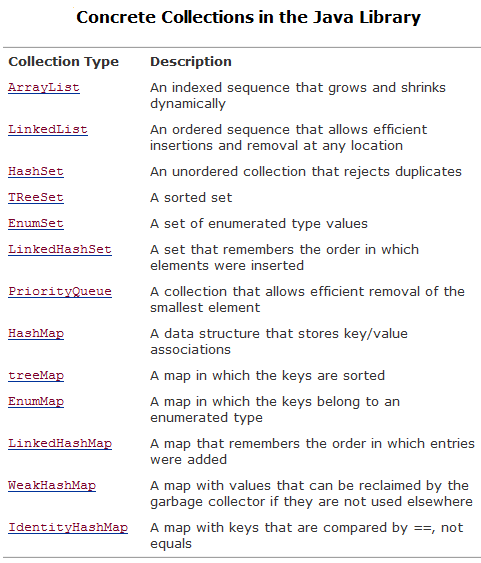 Concrete Collections in the Java Library
Collection Type Description
ArrayList An indexed sequence that grows and shrinks
dynamically
LinkedList An ordered sequence that allows efficient
insertions and removal at any location
HashSet An unordered collection that rejects duplicates
TReeSet A sorted set
EnumSet A set of enumerated type values
LinkedHashSet A set that remembers the order in which
elements were inserted
PriorityQueue A collection that allows efficient removal of the
smallest element
HashMap A data structure that stores key/value
associations
treeMap A map in which the keys are sorted
EnumMap A map in which the keys belong to an
enumerated type
LinkedHashMap A map that remembers the order in which entries
were added
WeakHashMap A map with values that can be reclaimed by the
garbage collector if they are not used elsewhere
IdentityHashMap A map with keys that are compared by ==, not
equals